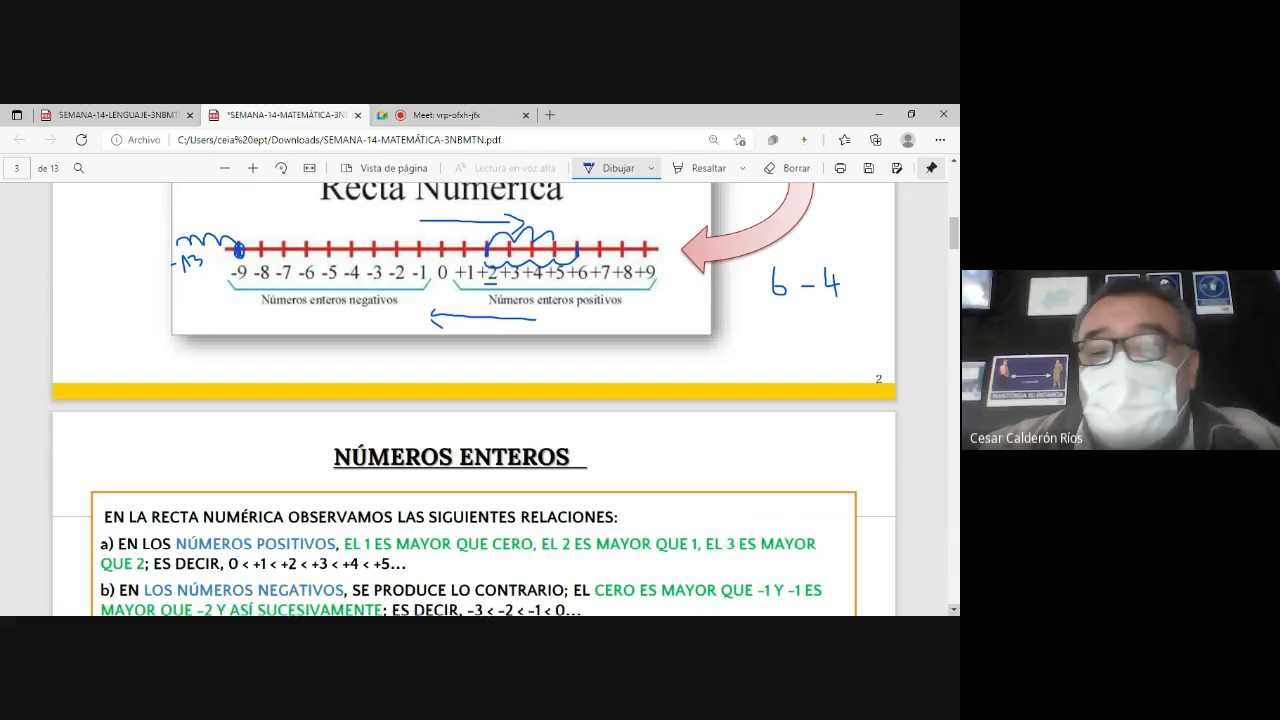 SEMANA-14-LENGUAJE-3NBMT
*SEMANA-14-MATEMÁTICA-3N
Meet: vrp-ofxh-jfx
Archivo
C:/Users/ceia%20ept/Downloads/SEMANA-14-MATEMÁTICA-3NBMTN.pdf
3 de 13
Vista de página
Lectura en voz alta
Dibujar
Resaltar
Borrar
Recta Numérica
-13
-9 -8 -7 -6 -5 -4 -3 -2 -1 0 +1 +2 +3 +4 +5 +6 +7 +8 +9
Números enteros negativos
Números enteros positivos
6 - 4
2
NÚMEROS ENTEROS
EN LA RECTA NUMÉRICA OBSERVAMOS LAS SIGUIENTES RELACIONES:
a) EN LOS NÚMEROS POSITIVOS, EL 1 ES MAYOR QUE CERO, EL 2 ES MAYOR QUE 1, EL 3 ES MAYOR
QUE 2; ES DECIR, 0 < +1 < +2 < +3 < +4 < +5...
b) EN LOS NÚMEROS NEGATIVOS, SE PRODUCE LO CONTRARIO; EL CERO ES MAYOR QUE -1 Y -1 ES
MAYOR QUE -2 Y ASÍ SUCESIVAMENTE; ES DECIR, -3 < -2 < -1 < 0...
MANTENGA SU DISTANCIA
Cesar Calderón Ríos